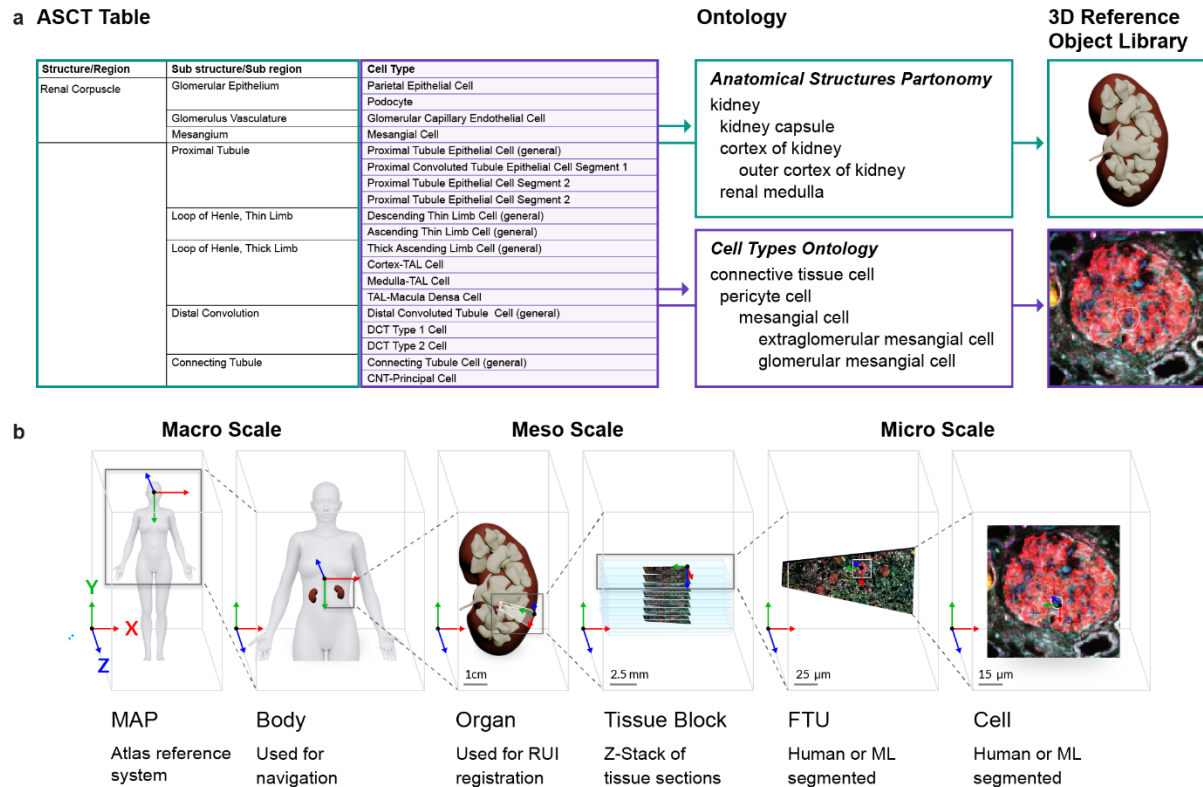 a ASCT Table
Ontology
3D Reference
Object Library
Structure/Region
Sub structure/Sub region
Cell Type
Renal Corpuscle
Glomerular Epithelium
Parietal Epithelial Cell
Podocyte
Glomerulus Vasculature
Glomerular Capillary Endothelial Cell
Mesangium
Mesangial Cell
Proximal Tubule
Proximal Tubule Epithelial Cell (general)
Proximal Convoluted Tubule Epithelial Cell Segment 1
Proximal Tubule Epithelial Cell Segment 2
Proximal Tubule Epithelial Cell Segment 2
Loop of Henle, Thin Limb
Descending Thin Limb Cell (general)
Ascending Thin Limb Cell (general)
Loop of Henle, Thick Limb
Thick Ascending Limb Cell (general)
Cortex-TAL Cell
Medulla-TAL Cell
TAL-Macula Densa Cell
Distal Convolution
Distal Convoluted Tubule Cell (general)
DCT Type 1 Cell
DCT Type 2 Cell
Connecting Tubule
Connecting Tubule Cell (general)
CNT-Principal Cell
Anatomical Structures Partonomy
kidney
kidney capsule
cortex of kidney
outer cortex of kidney
renal medulla
Cell Types Ontology
connective tissue cell
pericyte cell
mesangial cell
extraglomerular mesangial cell
glomerular mesangial cell
b
Macro Scale
Meso Scale
Micro Scale
Y
X
Z
1cm
2.5 mm
25 µm
15 µm
MAP
Atlas reference
system
Body
Used for
navigation
Organ
Used for RUI
registration
Tissue Block
Z-Stack of
tissue sections
FTU
Human or ML
segmented
Cell
Human or ML
segmented